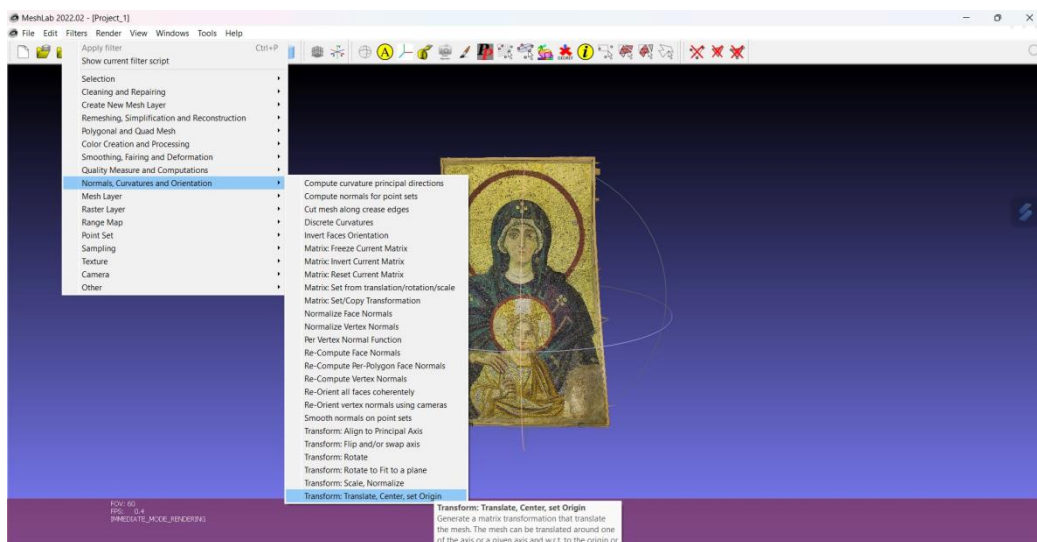 MeshLab 2022.02 - [Project_1]
File Edit Filters Render View Windows Tools Help
Apply filter Ctrl+P
Show current filter script
Selection
Cleaning and Repairing
Create New Mesh Layer
Remeshing, Simplification and Reconstruction
Polygonal and Quad Mesh
Color Creation and Processing
Smoothing, Fairing and Deformation
Quality Measure and Computations
Normals, Curvatures and Orientation
Mesh Layer
Raster Layer
Range Map
Point Set
Sampling
Texture
Camera
Other
Compute curvature principal directions
Compute normals for point sets
Cut mesh along crease edges
Discrete Curvatures
Invert Faces Orientation
Matrix: Freeze Current Matrix
Matrix: Invert Current Matrix
Matrix: Reset Current Matrix
Matrix: Set from translation/rotation/scale
Matrix: Set/Copy Transformation
Normalize Face Normals
Normalize Vertex Normals
Per Vertex Normal Function
Re-Compute Face Normals
Re-Compute Per-Polygon Face Normals
Re-Compute Vertex Normals
Re-Orient all faces coherentely
Re-Orient vertex normals using cameras
Smooth normals on point sets
Transform: Align to Principal Axis
Transform: Flip and/or swap axis
Transform: Rotate
Transform: Rotate to Fit to a plane
Transform: Scale, Normalize
Transform: Translate, Center, set Origin
Transform: Translate, Center, set Origin
Generate a matrix transformation that translate
the mesh. The mesh can be translated around one
of the axis or a given axis and w.r.t. to the origin or
FOV: 60
FPS: 0.4
IMMEDIATE_MODE_RENDERING